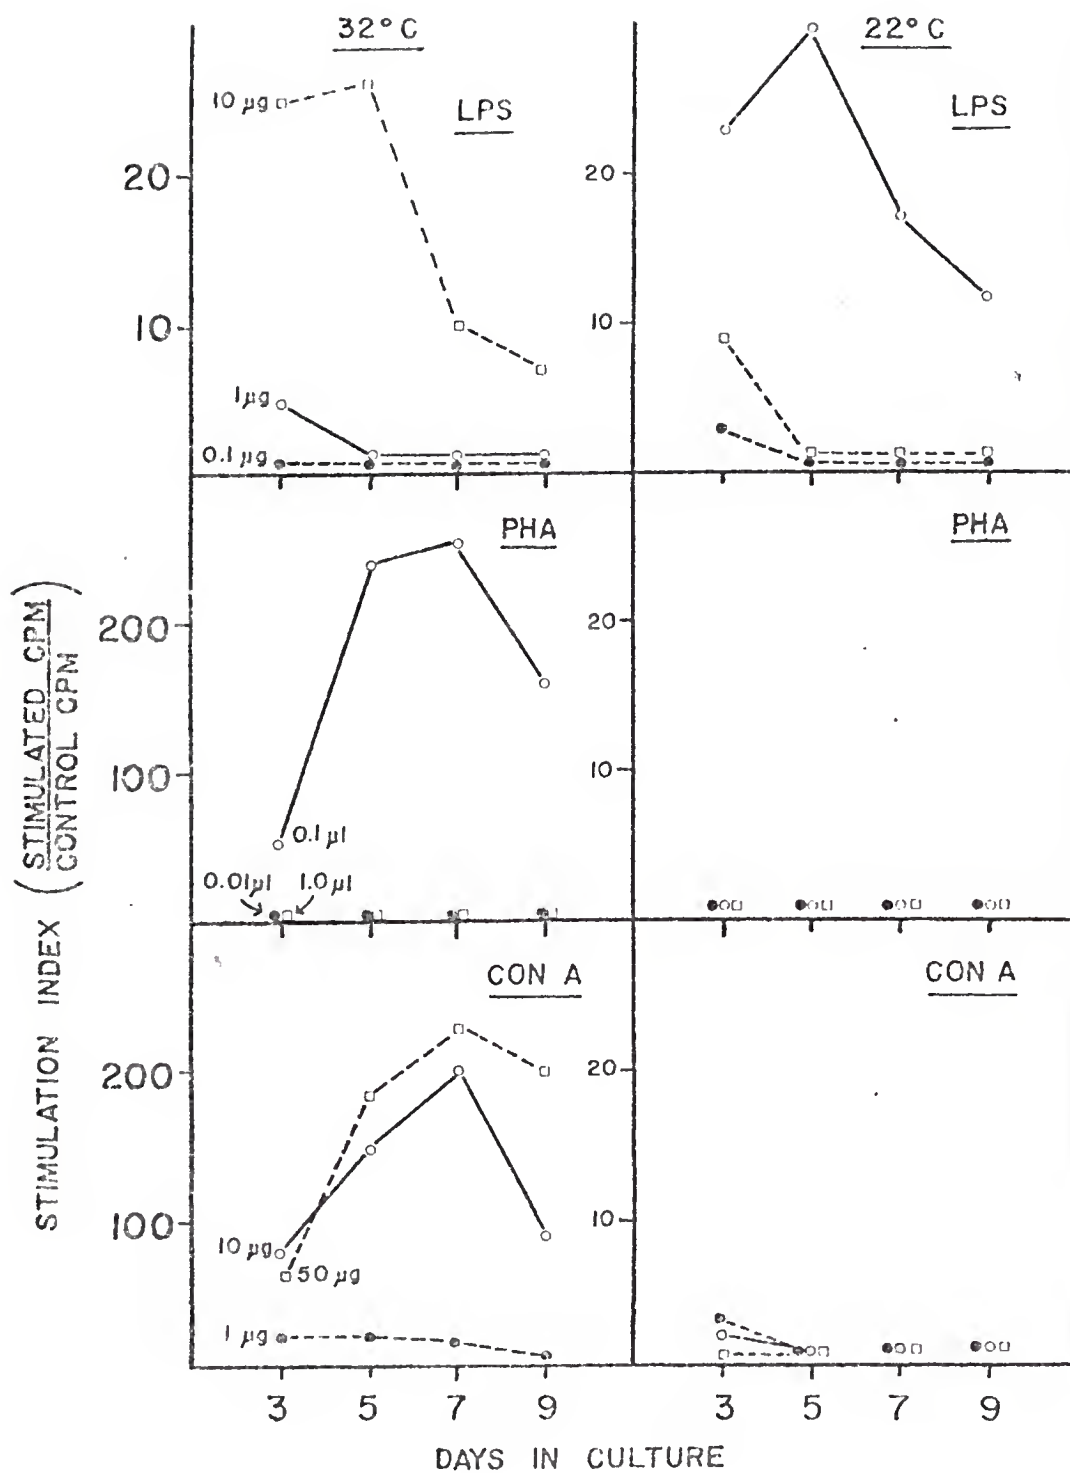 32°C
22°C
10 µg
LPS
LPS
20
20
10
10
1 µg
0.1 µg
PHA
PHA
200
20
100
10
0.1 µl
0.01 µl
1.0 µl
CON A
CON A
200
20
100
10
10 µg
50 µg
1 µg
3 5 7 9
3 5 7 9
DAYS IN CULTURE
STIMULATION INDEX (STIMULATED CPM
CONTROL CPM)